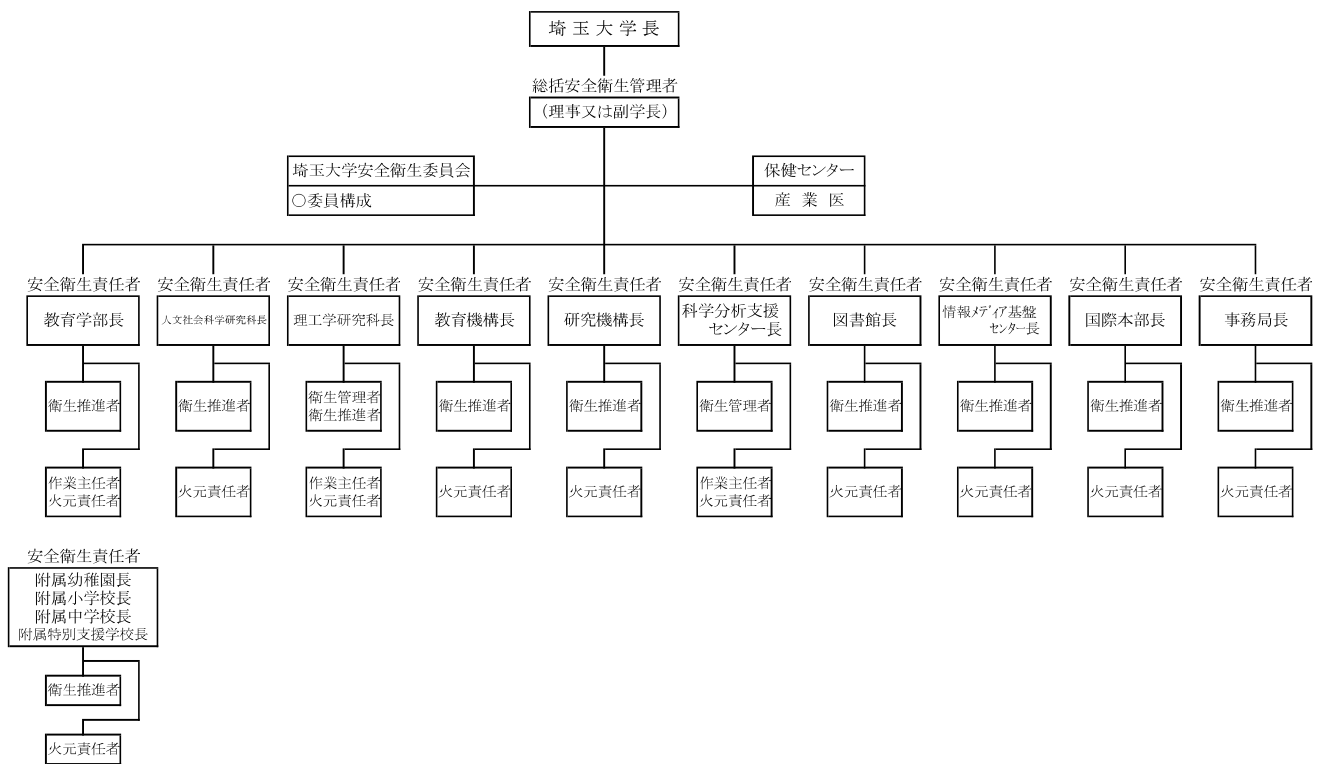 埼玉大学長
総括安全衛生管理者
（理事又は副学長）
埼玉大学安全衛生委員会
○委員構成
保健センター
産業医
安全衛生責任者
教育学部長
衛生推進者
作業主任者
火元責任者
安全衛生責任者
人文社会科学研究科長
衛生推進者
火元責任者
安全衛生責任者
理工学研究科長
衛生管理者
衛生推進者
作業主任者
火元責任者
安全衛生責任者
教育機構長
衛生推進者
火元責任者
安全衛生責任者
研究機構長
衛生推進者
火元責任者
安全衛生責任者
科学分析支援
センター長
衛生管理者
作業主任者
火元責任者
安全衛生責任者
図書館長
衛生推進者
火元責任者
安全衛生責任者
情報ﾒﾃﾞｨｱ基盤
センター長
衛生推進者
火元責任者
安全衛生責任者
国際本部長
衛生推進者
火元責任者
安全衛生責任者
事務局長
衛生推進者
火元責任者
安全衛生責任者
附属幼稚園長
附属小学校長
附属中学校長
附属特別支援学校長
衛生推進者
火元責任者